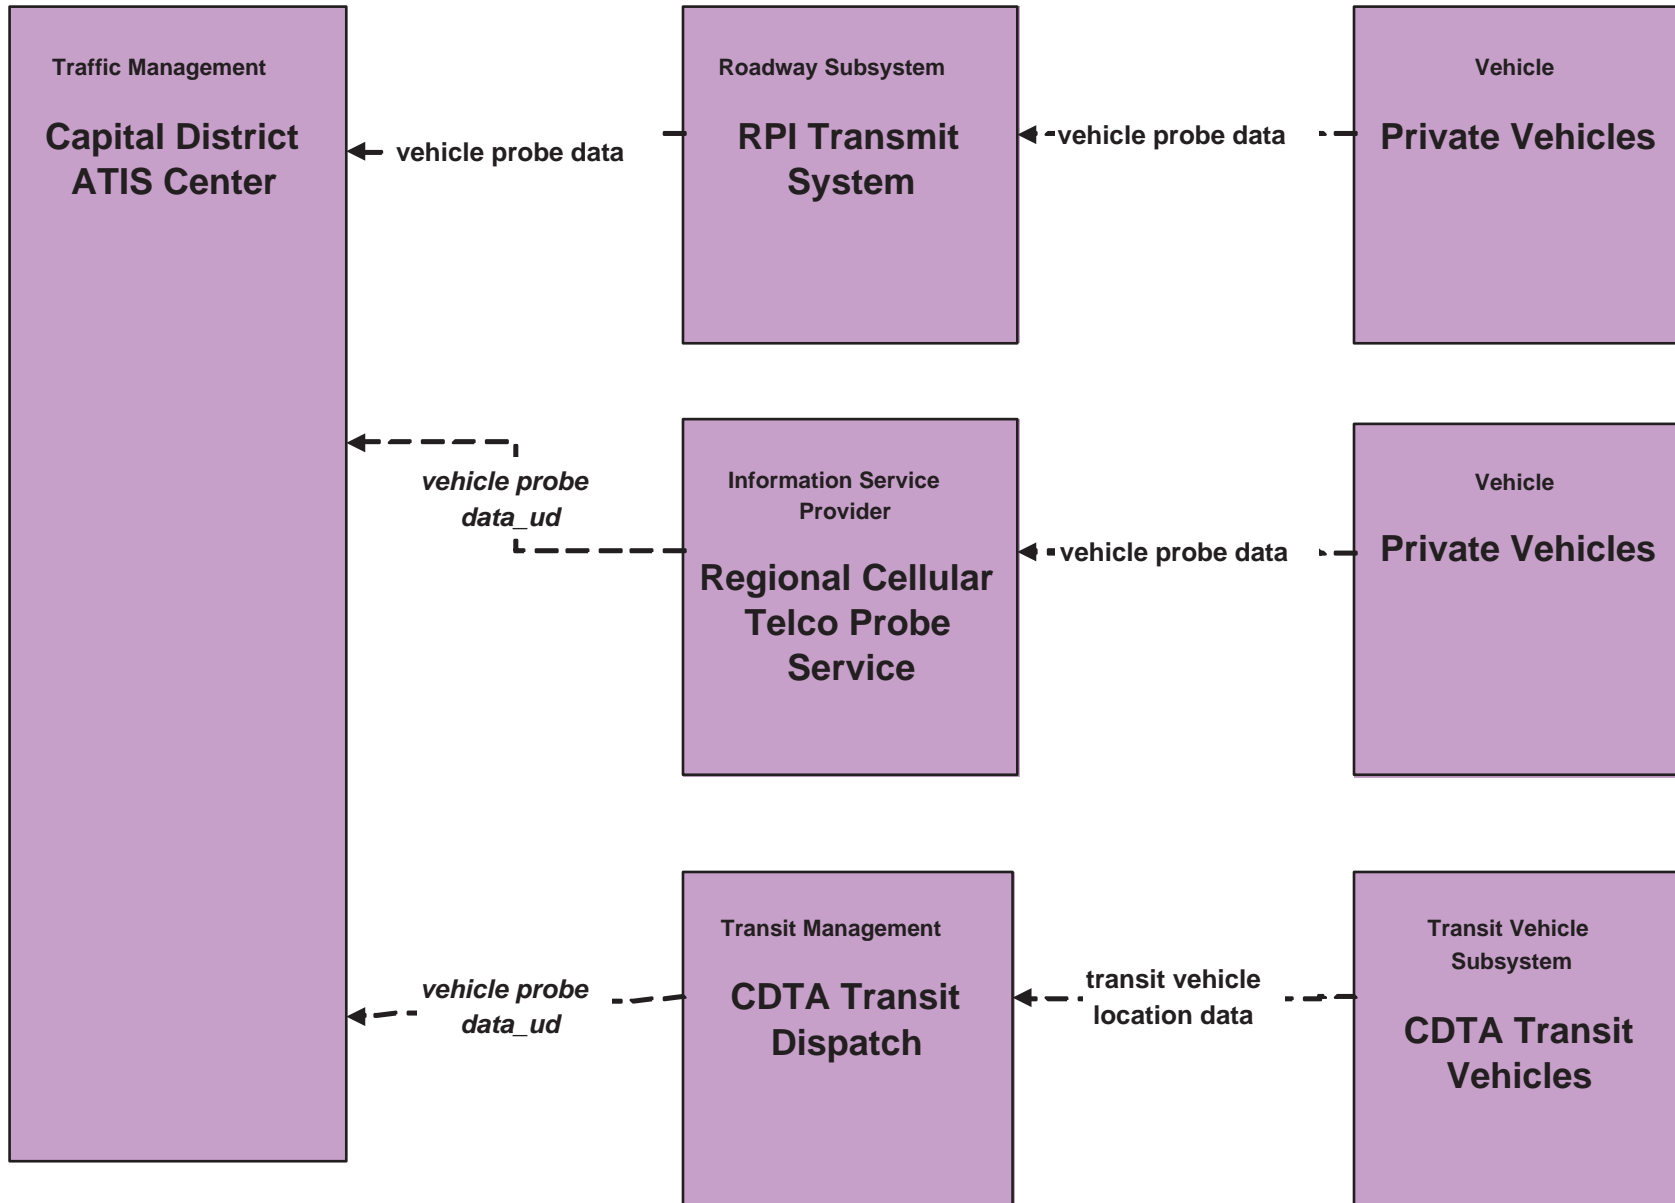 Traffic Management
Capital District
ATIS Center
vehicle probe data
Roadway Subsystem
RPI Transmit
System
vehicle probe data
Vehicle
Private Vehicles
vehicle probe
data_ud
Information Service
Provider
Regional Cellular
Telco Probe
Service
vehicle probe data
Vehicle
Private Vehicles
vehicle probe
data_ud
Transit Management
CDTA Transit
Dispatch
transit vehicle
location data
Transit Vehicle
Subsystem
CDTA Transit
Vehicles